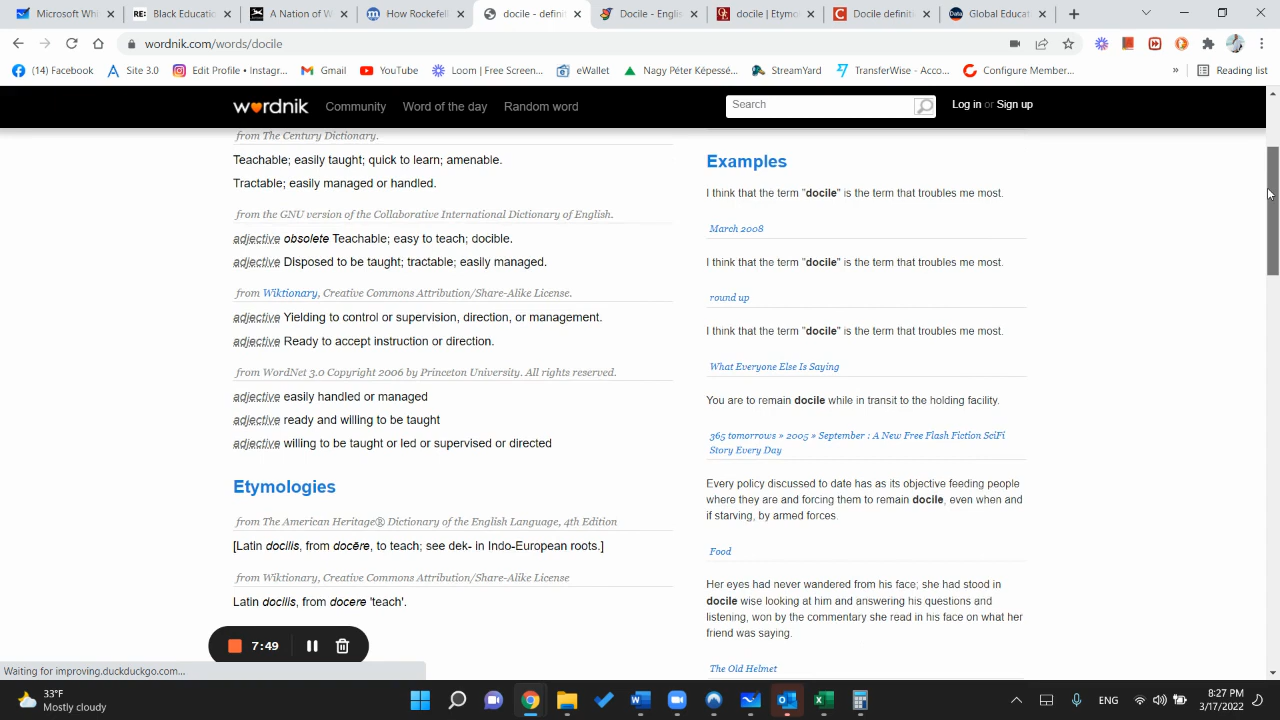 Microsoft Wh
RE: Black Educati
A Nation of W
How Rockefell
docile - defini
Docile - Englis
docile | Etymo
Docile definiti
Global Educat
wordnik.com/words/docile
(14) Facebook
Site 3.0
Edit Profile • Instagr...
Gmail
YouTube
Loom | Free Screen...
eWallet
Nagy Péter Képessé...
StreamYard
TransferWise - Acco...
Configure Member...
»
Reading list
wordnik
Community
Word of the day
Random word
Search
Log in or Sign up
from The Century Dictionary.
Teachable; easily taught; quick to learn; amenable.
Tractable; easily managed or handled.
from the GNU version of the Collaborative International Dictionary of English.
adjective obsolete Teachable; easy to teach; docible.
adjective Disposed to be taught; tractable; easily managed.
from Wiktionary, Creative Commons Attribution/Share-Alike License.
adjective Yielding to control or supervision, direction, or management.
adjective Ready to accept instruction or direction.
from WordNet 3.0 Copyright 2006 by Princeton University. All rights reserved.
adjective easily handled or managed
adjective ready and willing to be taught
adjective willing to be taught or led or supervised or directed
Etymologies
from The American Heritage® Dictionary of the English Language, 4th Edition
[Latin docilis, from docēre, to teach; see dek- in Indo-European roots.]
from Wiktionary, Creative Commons Attribution/Share-Alike License
Latin docilis, from docere 'teach'.
Examples
I think that the term "docile" is the term that troubles me most.
March 2008
I think that the term "docile" is the term that troubles me most.
round up
I think that the term "docile" is the term that troubles me most.
What Everyone Else Is Saying
You are to remain docile while in transit to the holding facility.
365 tomorrows » 2005 » September : A New Free Flash Fiction SciFi
Story Every Day
Every policy discussed to date has as its objective feeding people
where they are and forcing them to remain docile, even when and
if starving, by armed forces.
Food
Her eyes had never wandered from his face; she had stood in
docile wise looking at him and answering his questions and
listening, won by the commentary she read in his face on what her
friend was saying.
The Old Helmet
7:49
Waiting for improving.duckduckgo.com...
33°F
Mostly cloudy
ENG
8:27 PM
3/17/2022